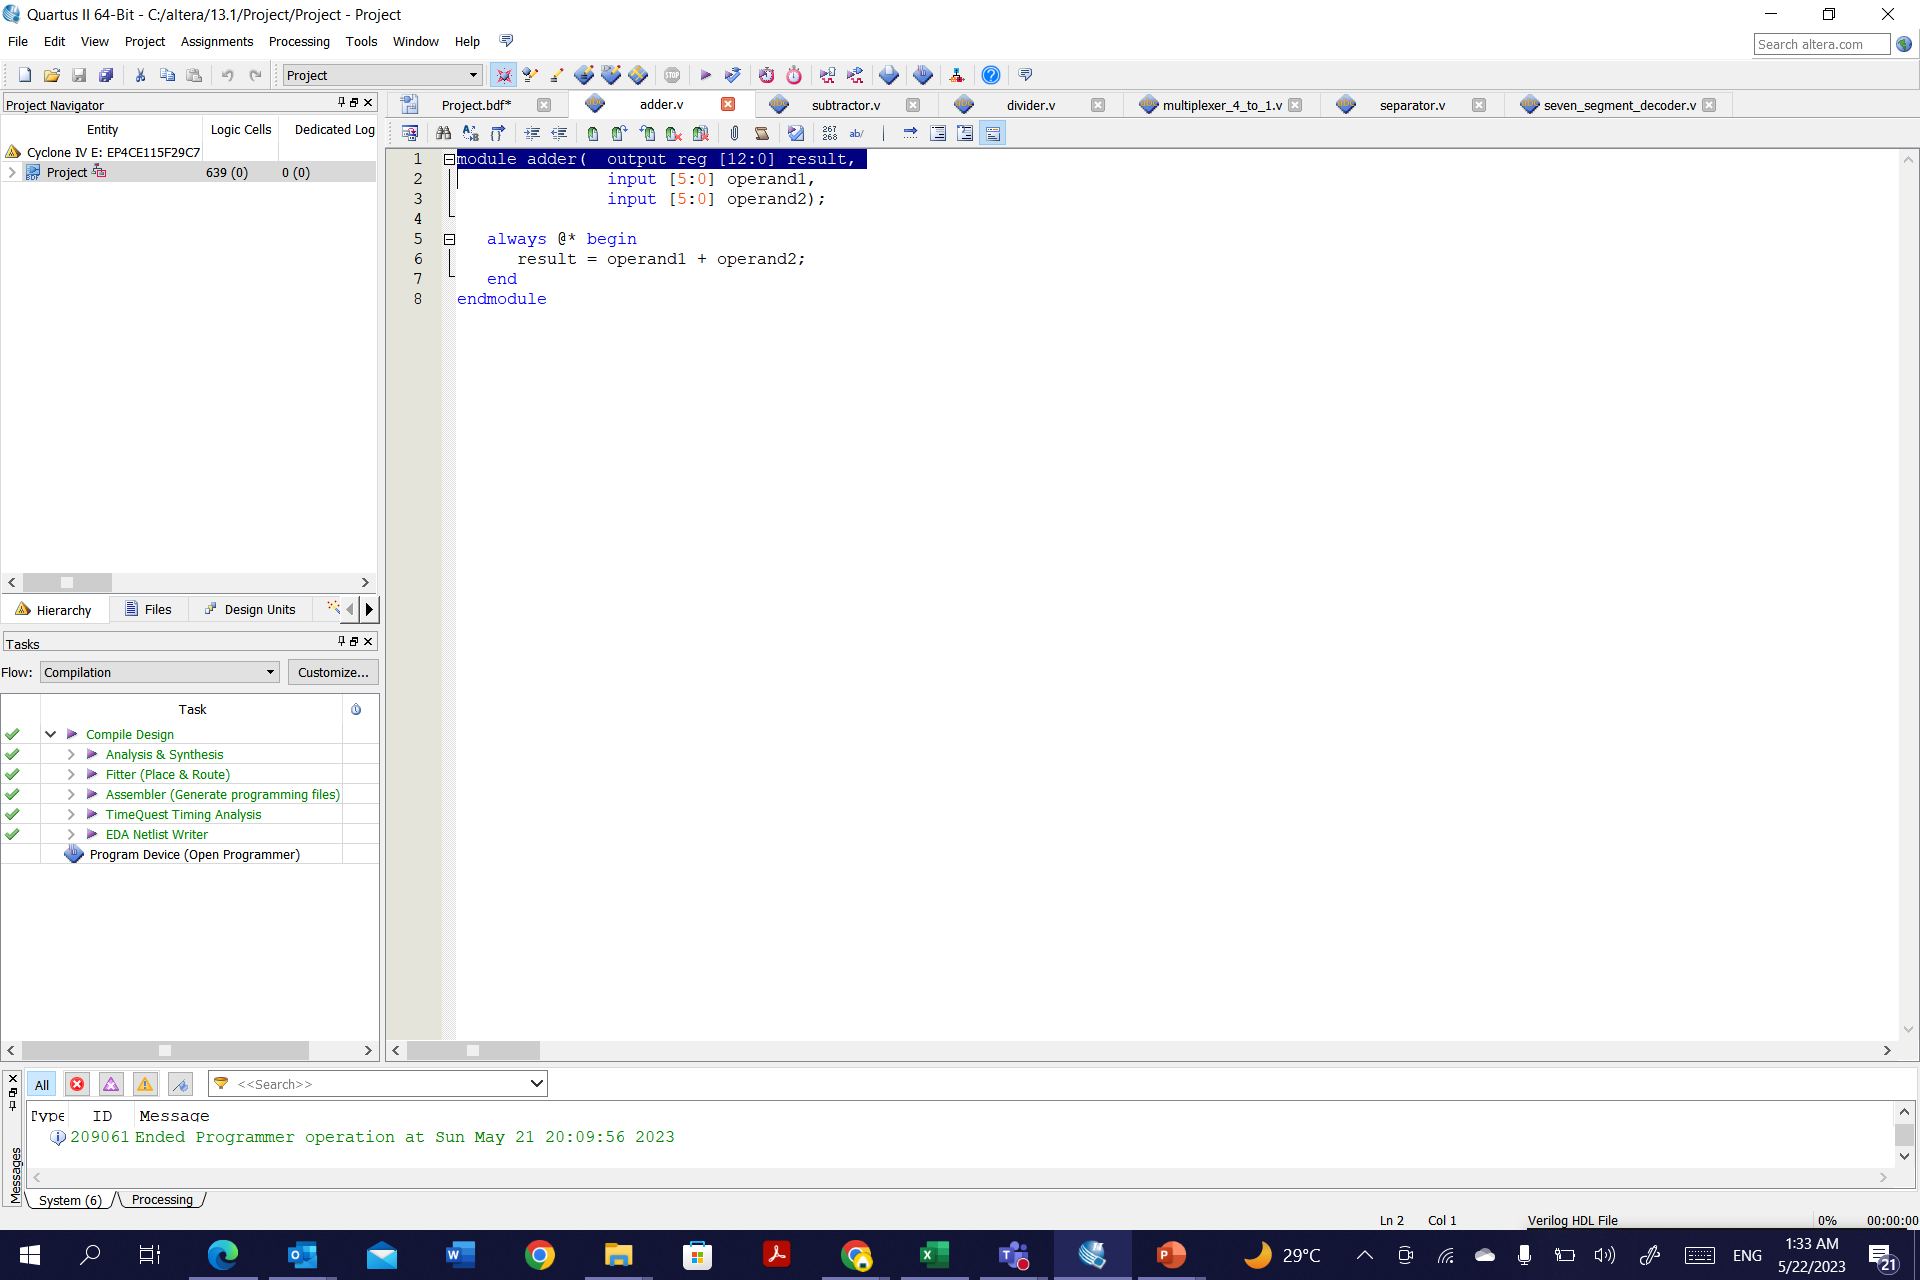 Quartus II 64-Bit - C:/altera/13.1/Project/Project - Project
File Edit View Project Assignments Processing Tools Window Help
Search altera.com
Project
STOP
Project Navigator
Project.bdf* adder.v subtractor.v divider.v multiplexer_4_to_1.v separator.v seven_segment_decoder.v
Entity Logic Cells Dedicated Log
267
268 ab/
Cyclone IV E: EP4CE115F29C7
Project 639 (0) 0 (0)
1 module adder( output reg [12:0] result,
2 input [5:0] operand1,
3 input [5:0] operand2);
4
5 always @* begin
6 result = operand1 + operand2;
7 end
8 endmodule
Hierarchy Files Design Units
Tasks
Flow: Compilation Customize...
Task
Compile Design
Analysis & Synthesis
Fitter (Place & Route)
Assembler (Generate programming files)
TimeQuest Timing Analysis
EDA Netlist Writer
Program Device (Open Programmer)
All <<Search>>
Type ID Message
209061 Ended Programmer operation at Sun May 21 20:09:56 2023
Messages
System (6) Processing
Ln 2 Col 1 Verilog HDL File 0% 00:00:00
29°C ENG 1:33 AM
5/22/2023 21